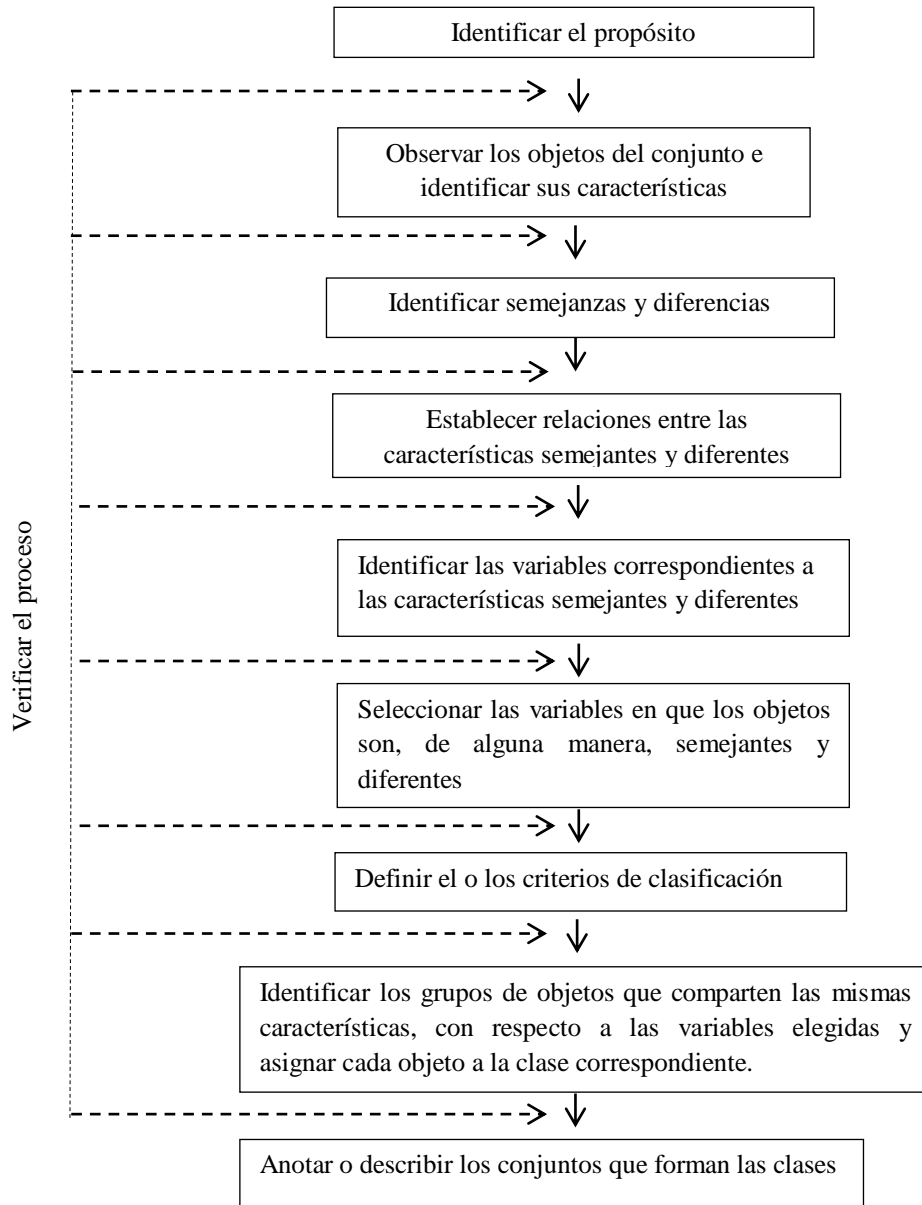 Identificar el propósito
Observar los objetos del conjunto e
identificar sus características
Identificar semejanzas y diferencias
Establecer relaciones entre las
características semejantes y diferentes
Identificar las variables correspondientes a
las características semejantes y diferentes
Seleccionar las variables en que los objetos
son, de alguna manera, semejantes y
diferentes
Definir el o los criterios de clasificación
Identificar los grupos de objetos que comparten las mismas
características, con respecto a las variables elegidas y
asignar cada objeto a la clase correspondiente.
Anotar o describir los conjuntos que forman las clases
Verificar el proceso